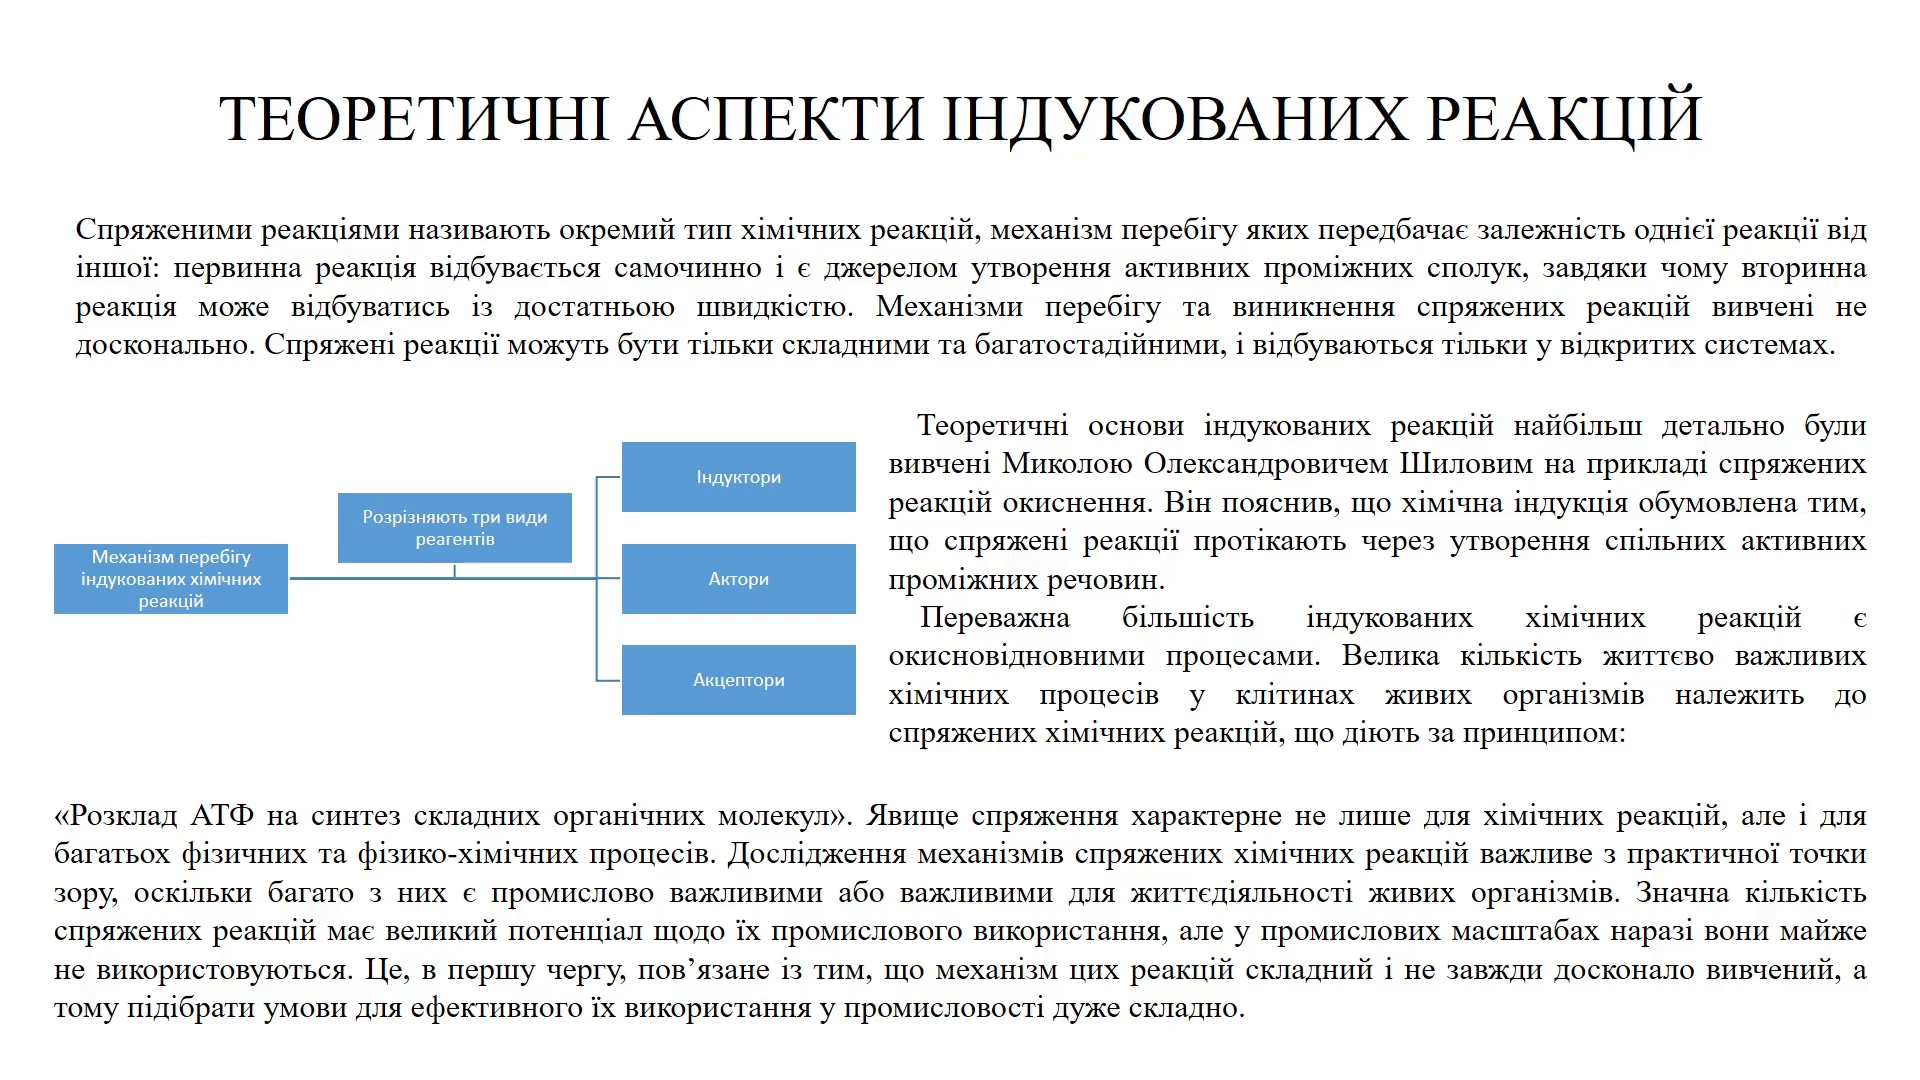 ТЕОРЕТИЧНІ АСПЕКТИ ІНДУКОВАНИХ РЕАКЦІЙ
Спряженими реакціями називають окремий тип хімічних реакцій, механізм перебігу яких передбачає залежність однієї реакції від
іншої: первинна реакція відбувається самочинно і є джерелом утворення активних проміжних сполук, завдяки чому вторинна
реакція може відбуватись із достатньою швидкістю. Механізми перебігу та виникнення спряжених реакцій вивчені не
досконально. Спряжені реакції можуть бути тільки складними та багатостадійними, і відбуваються тільки у відкритих системах.
Механізм перебігу
індукованих хімічних
реакцій
Розрізняють три види
реагентів
Індуктори
Актори
Акцептори
Теоретичні основи індукованих реакцій найбільш детально були
вивчені Миколою Олександровичем Шиловим на прикладі спряжених
реакцій окиснення. Він пояснив, що хімічна індукція обумовлена тим,
що спряжені реакції протікають через утворення спільних активних
проміжних речовин.
Переважна більшість індукованих хімічних реакцій є
окисновідновними процесами. Велика кількість життєво важливих
хімічних процесів у клітинах живих організмів належить до
спряжених хімічних реакцій, що діють за принципом:
«Розклад АТФ на синтез складних органічних молекул». Явище спряження характерне не лише для хімічних реакцій, але і для
багатьох фізичних та фізико-хімічних процесів. Дослідження механізмів спряжених хімічних реакцій важливе з практичної точки
зору, оскільки багато з них є промислово важливими або важливими для життєдіяльності живих організмів. Значна кількість
спряжених реакцій має великий потенціал щодо їх промислового використання, але у промислових масштабах наразі вони майже
не використовуються. Це, в першу чергу, пов’язане із тим, що механізм цих реакцій складний і не завжди досконало вивчений, а
тому підібрати умови для ефективного їх використання у промисловості дуже складно.